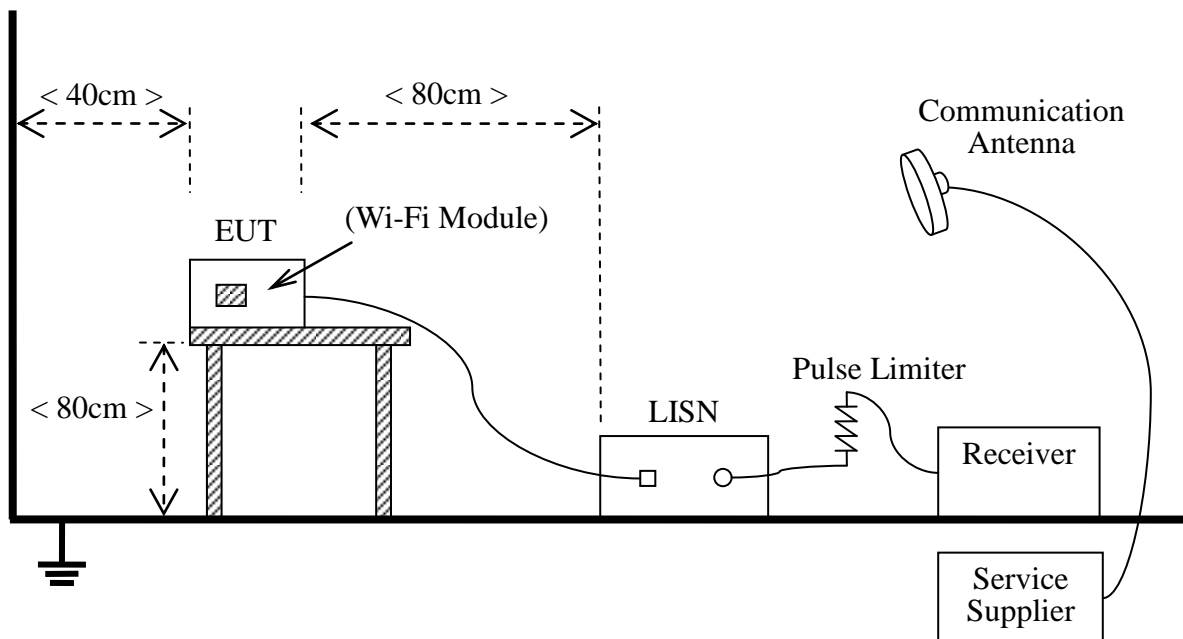 < 40cm >
< 80cm >
Communication
Antenna
(Wi-Fi Module)
EUT
Pulse Limiter
< 80cm >
LISN
Receiver
Service
Supplier